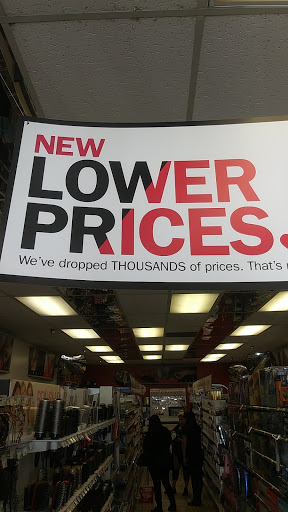 NEW
LOWER
PRICES.
We've dropped THOUSANDS of prices. That's